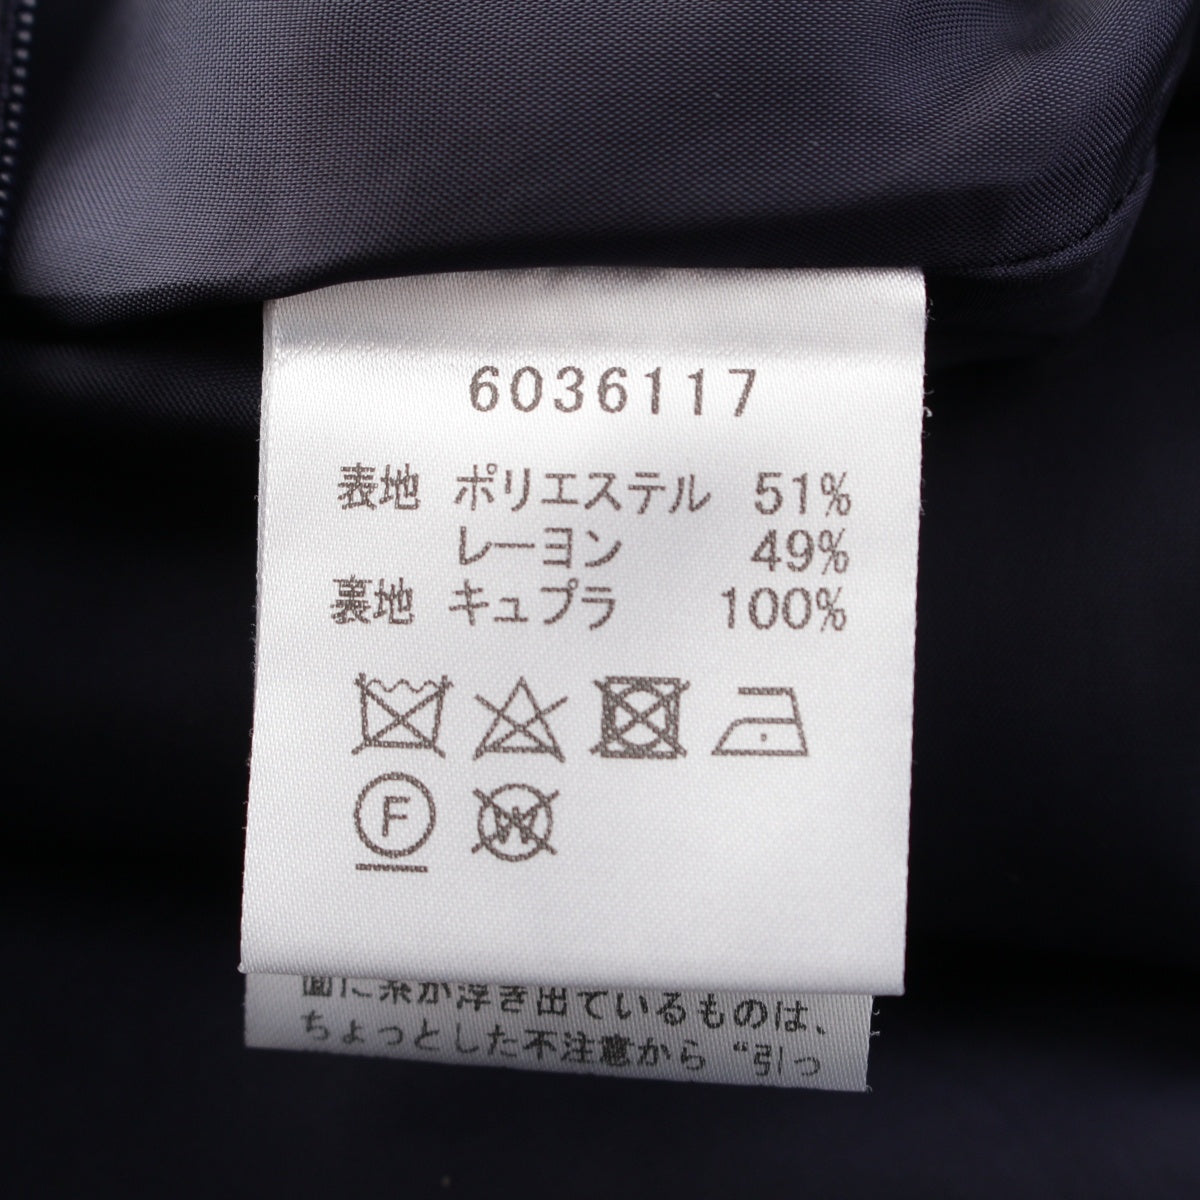 6036117
表地 ポリエステル 51%
レーヨン 49%
裏地 キュプラ 100%
F
W
面に糸が浮き出ているものは、
ちょっとした不注意から “引っ